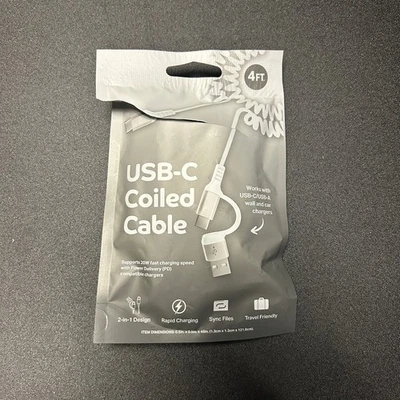 4FT.
USB-C
Coiled
Cable
Works with
USB-C/USB-A
wall and car
chargers
Supports 20W fast charging speed
with Power Delivery (PD)
compatible chargers
2-in-1 Design
Rapid Charging
Sync Files
Travel Friendly